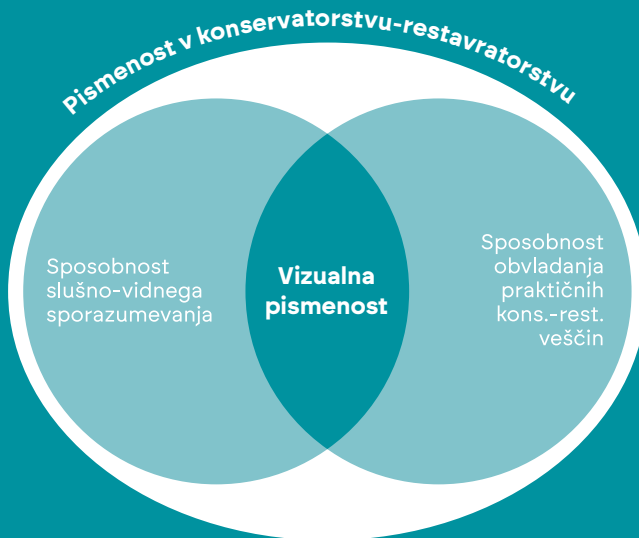 Pismenost v konservatorstvu-restavratorstvu
Sposobnost
slušno-vidnega
sporazumevanja
Vizualna
pismenost
Sposobnost
obvladanja
praktičnih
kons.-rest.
veščin